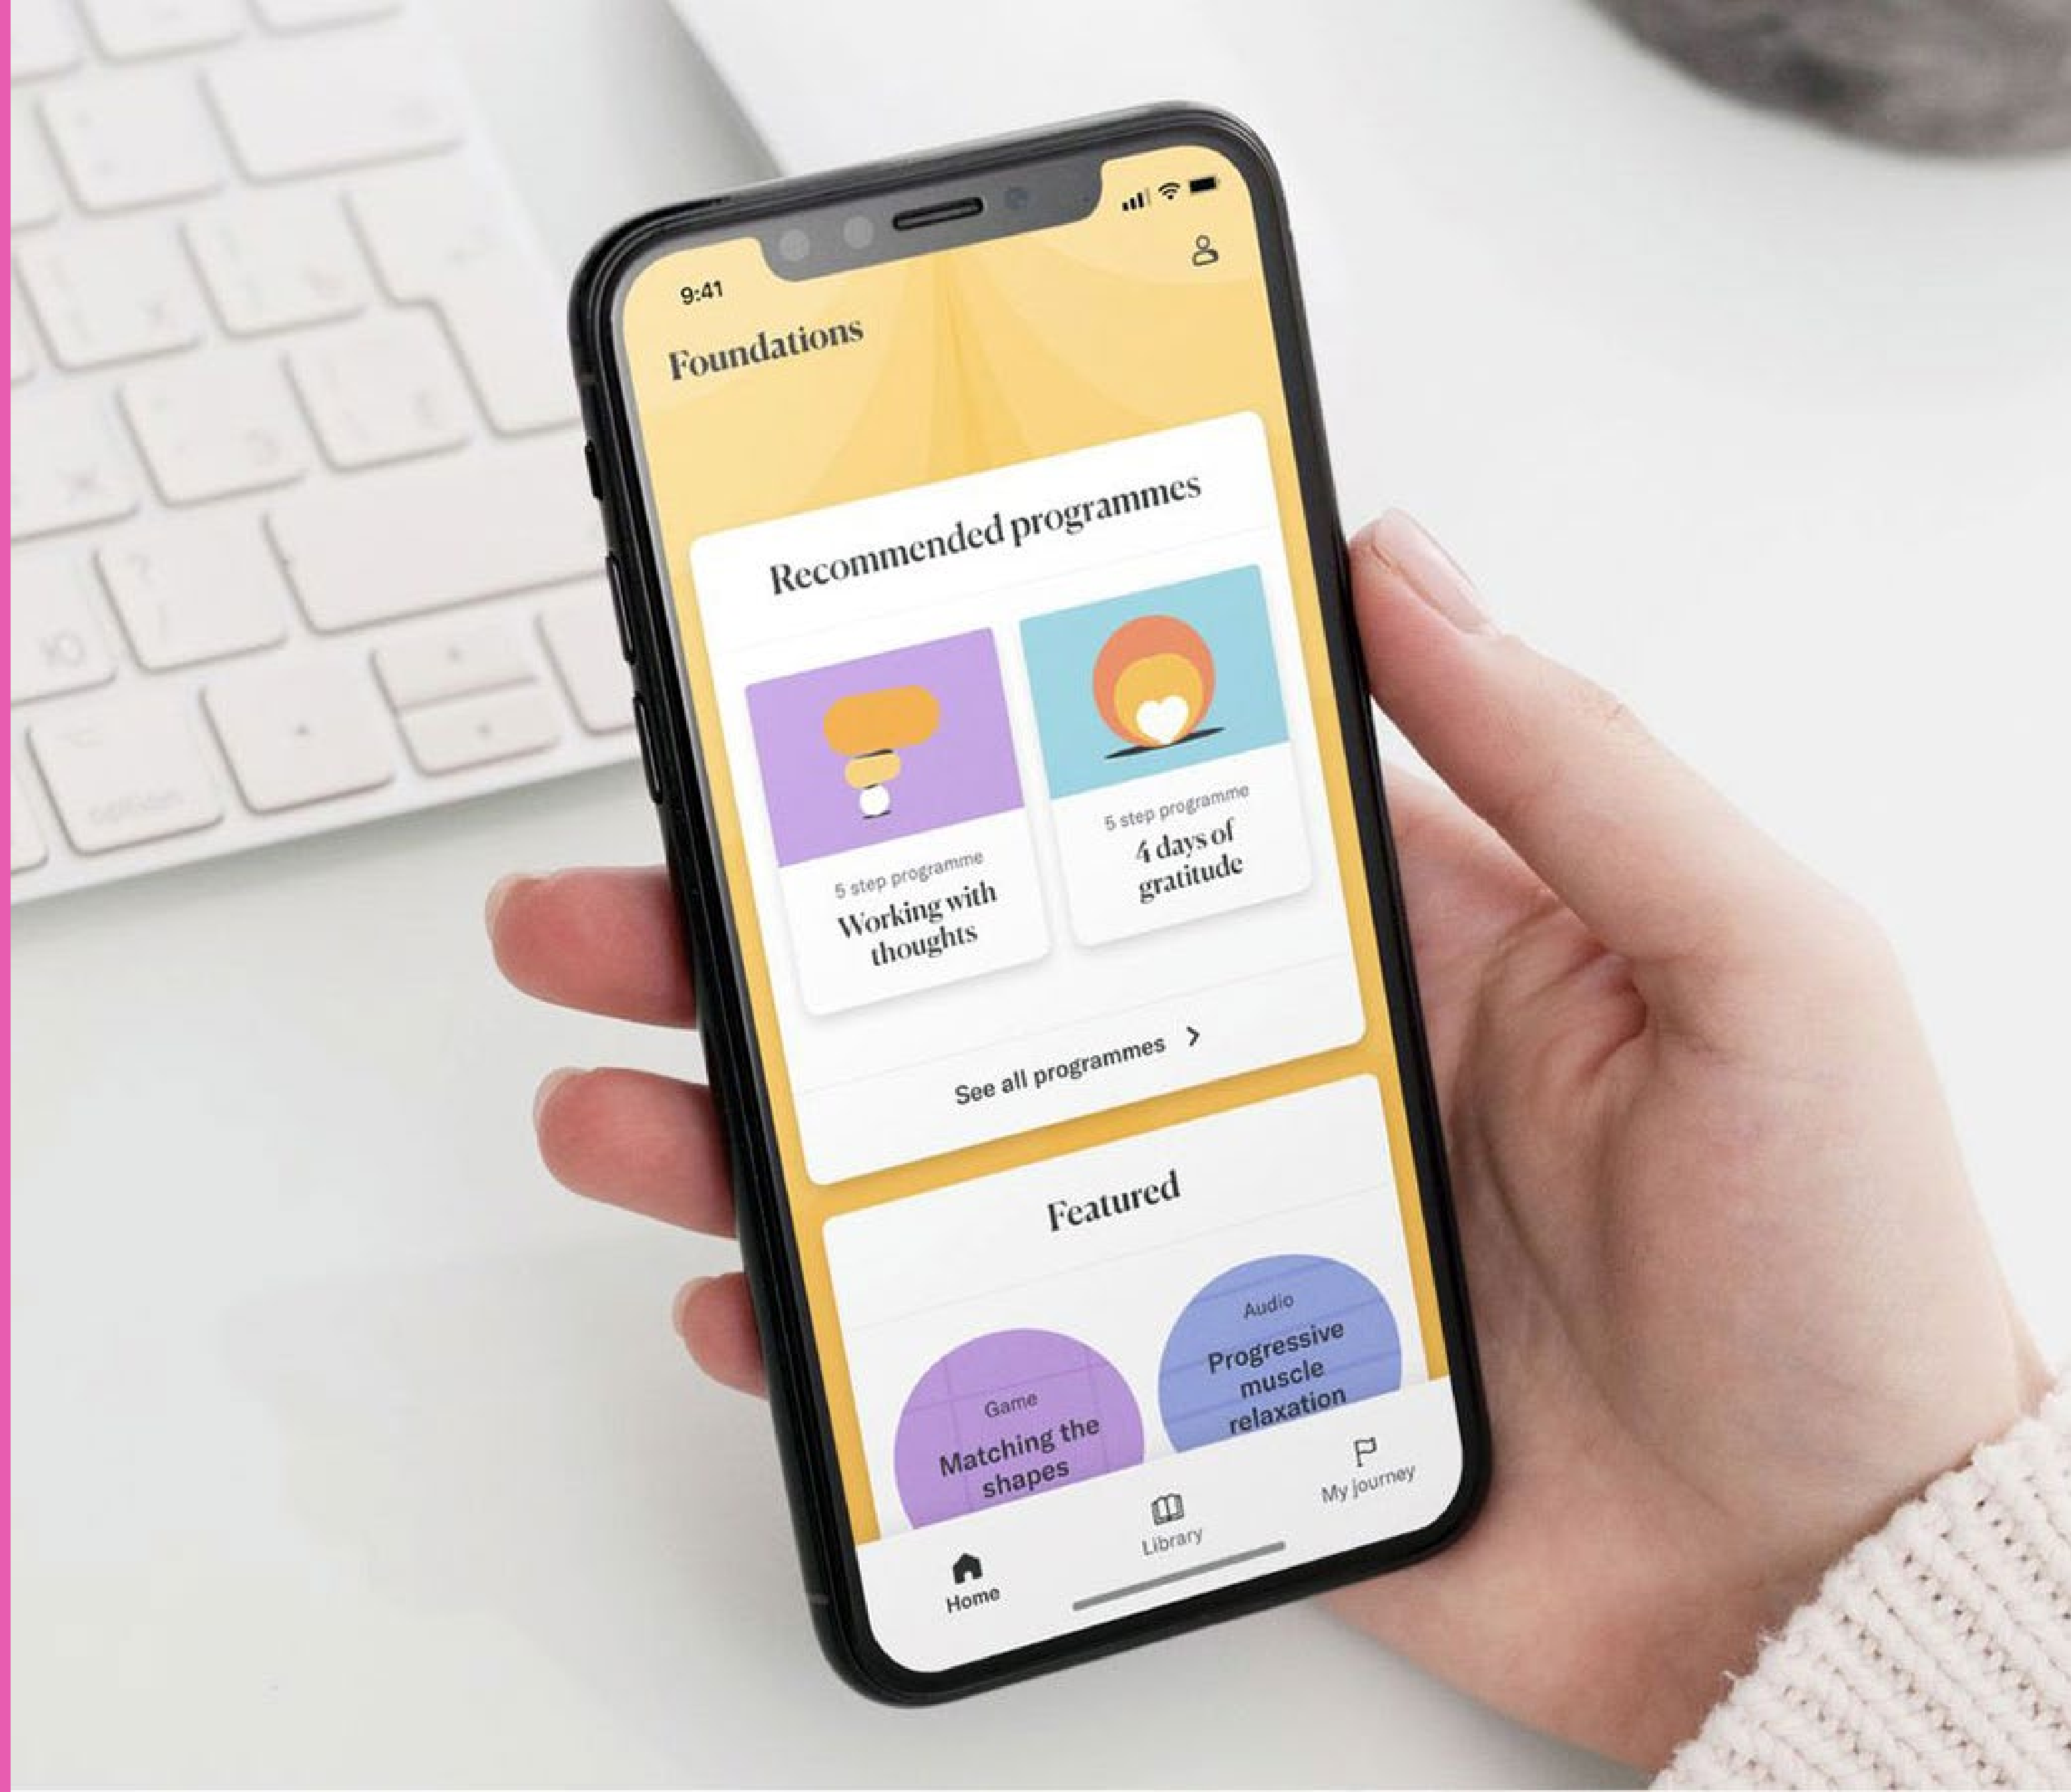 9:41
Foundations
Recommended programmes
5 step programme
Working with
thoughts
5 step programme
4 days of
gratitude
See all programmes
Featured
Game
Matching the
shapes
Audio
Progressive
muscle
relaxation
Home
Library
My journey
option